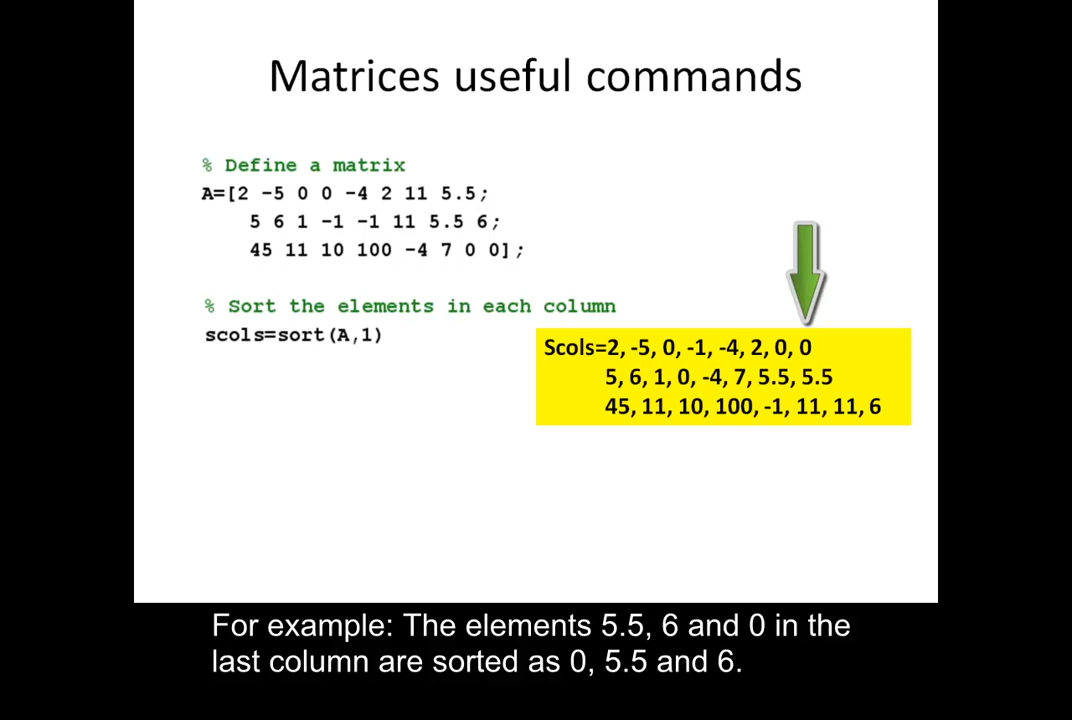 Matrices useful commands
% Define a matrix
A=[2 -5 0 0 -4 2 11 5.5;
5 6 1 -1 -1 11 5.5 6;
45 11 10 100 -4 7 0 0];
% Sort the elements in each column
scols=sort(A,1)
Scols=2, -5, 0, -1, -4, 2, 0, 0
5, 6, 1, 0, -4, 7, 5.5, 5.5
45, 11, 10, 100, -1, 11, 11, 6
For example: The elements 5.5, 6 and 0 in the
last column are sorted as 0, 5.5 and 6.